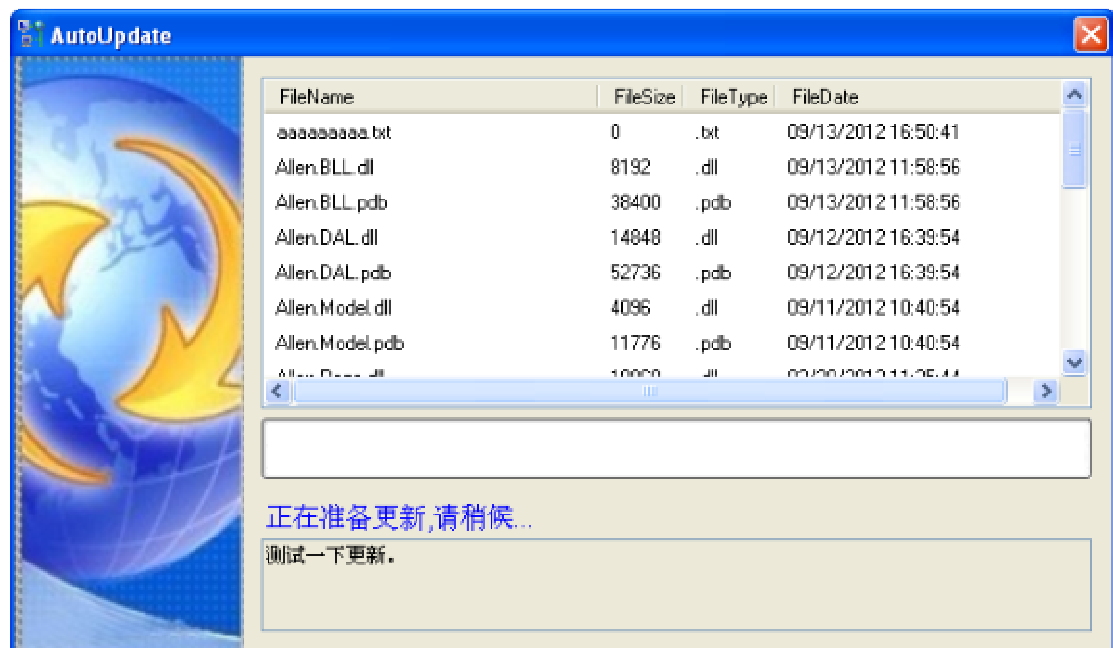 AutoUpdate
FileName FileSize FileType FileDate
aaaaaaaaa.txt 0 .txt 09/13/2012 16:50:41
Allen.BLL.dll 8192 .dll 09/13/2012 11:58:56
Allen.BLL.pdb 38400 .pdb 09/13/2012 11:58:56
Allen.DAL.dll 14848 .dll 09/12/2012 16:39:54
Allen.DAL.pdb 52736 .pdb 09/12/2012 16:39:54
Allen.Model.dll 4096 .dll 09/11/2012 10:40:54
Allen.Model.pdb 11776 .pdb 09/11/2012 10:40:54
正在准备更新,请稍候...
测试一下更新。